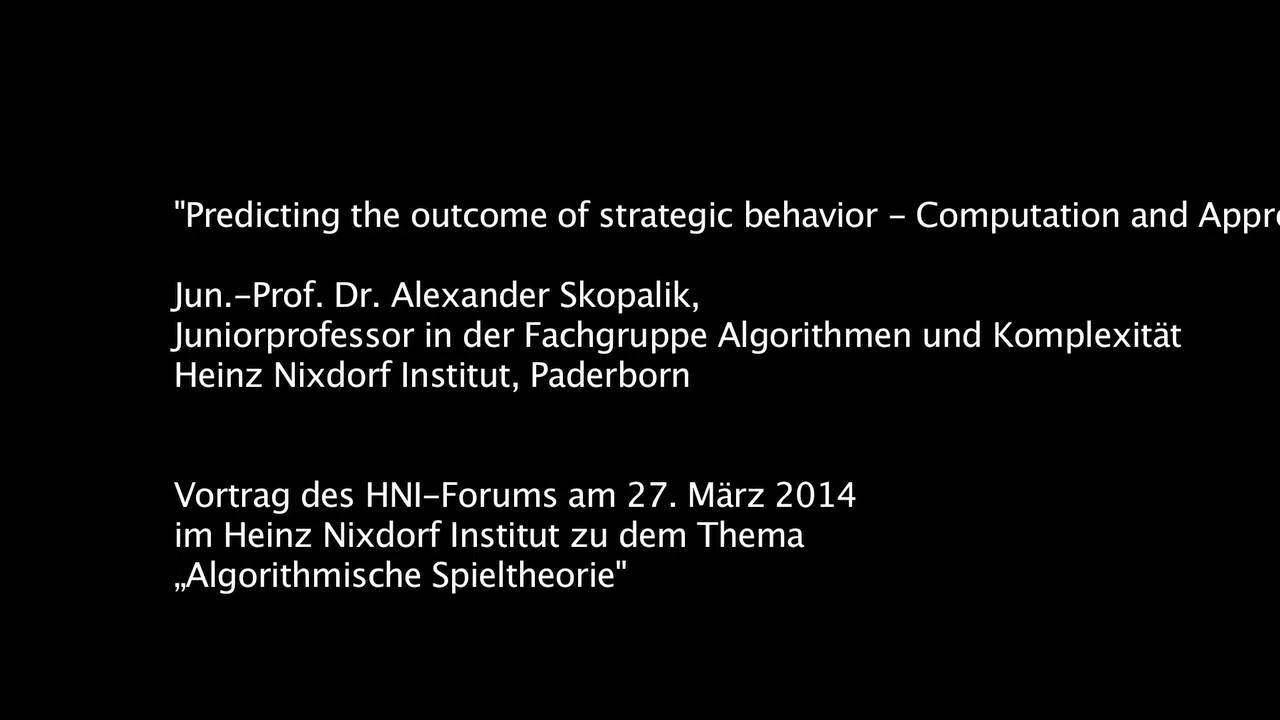 "Predicting the outcome of strategic behavior – Computation and
Jun.–Prof. Dr. Alexander Skopalik,
Juniorprofessor in der Fachgruppe Algorithmen und Komplexität
Heinz Nixdorf Institut, Paderborn
Vortrag des HNI–Forums am 27. März 2014
im Heinz Nixdorf Institut zu dem Thema
„Algorithmische Spieltheorie"